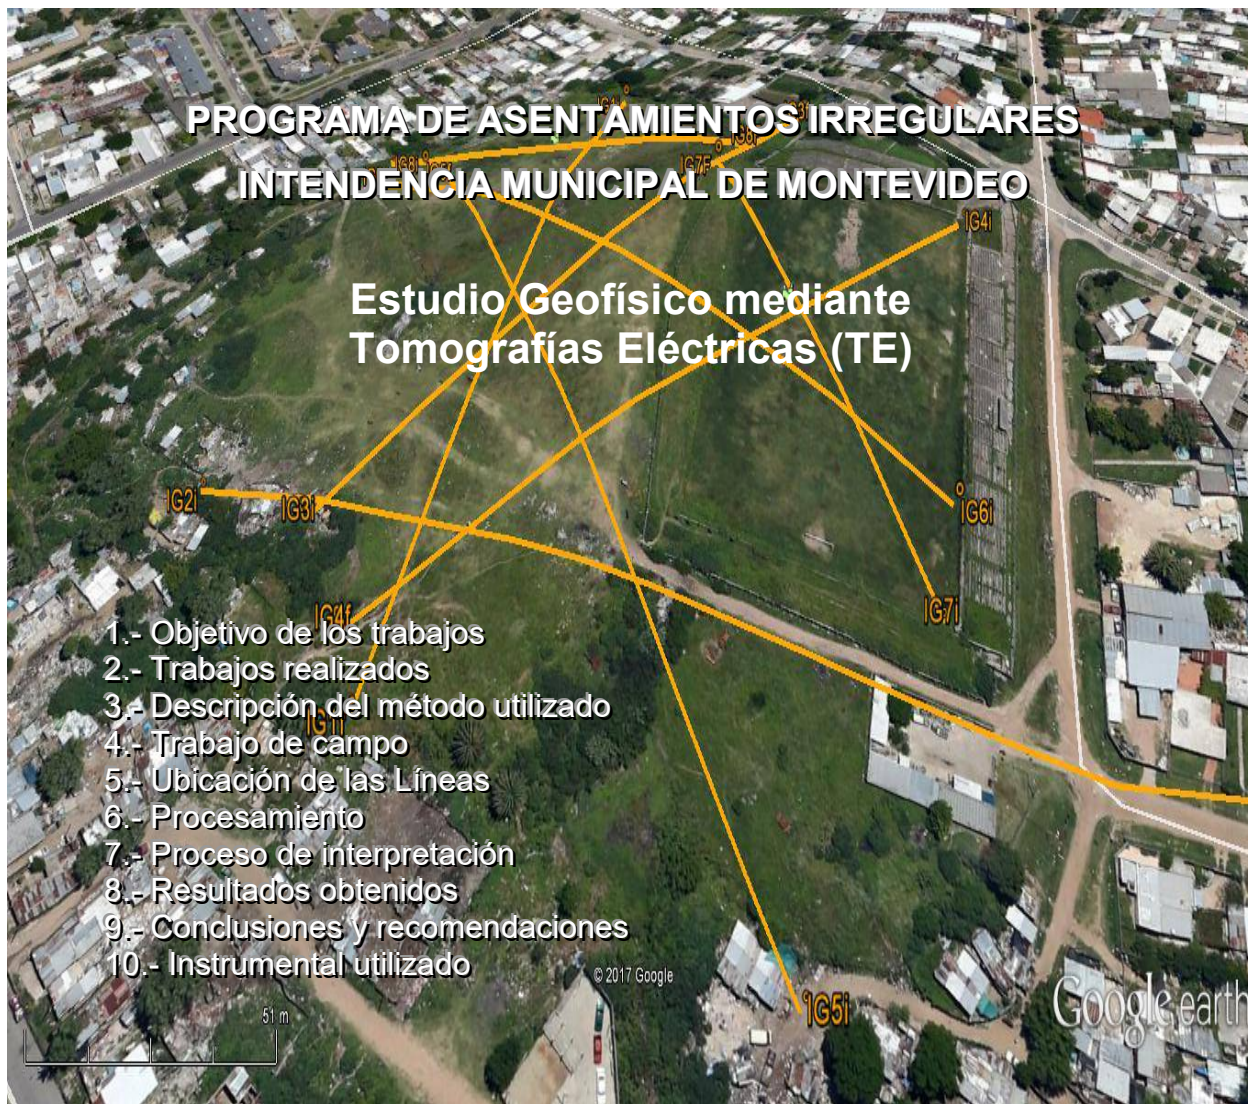 PROGRAMA DE ASENTAMIENTOS IRREGULARES
IG8i
IG7F
INTENDENCIA MUNICIPAL DE MONTEVIDEO
IG4i
Estudio Geofísico mediante
Tomografías Eléctricas (TE)
IG2i
IG3i
IG6i
IG7i
IG4f
1.- Objetivo de los trabajos
2.- Trabajos realizados
3.- Descripción del método utilizado
4.- Trabajo de campo
5.- Ubicación de las Líneas
6.- Procesamiento
7.- Proceso de interpretación
8.- Resultados obtenidos
9.- Conclusiones y recomendaciones
10.- Instrumental utilizado
© 2017 Google
Google earth
IG5i
51 m